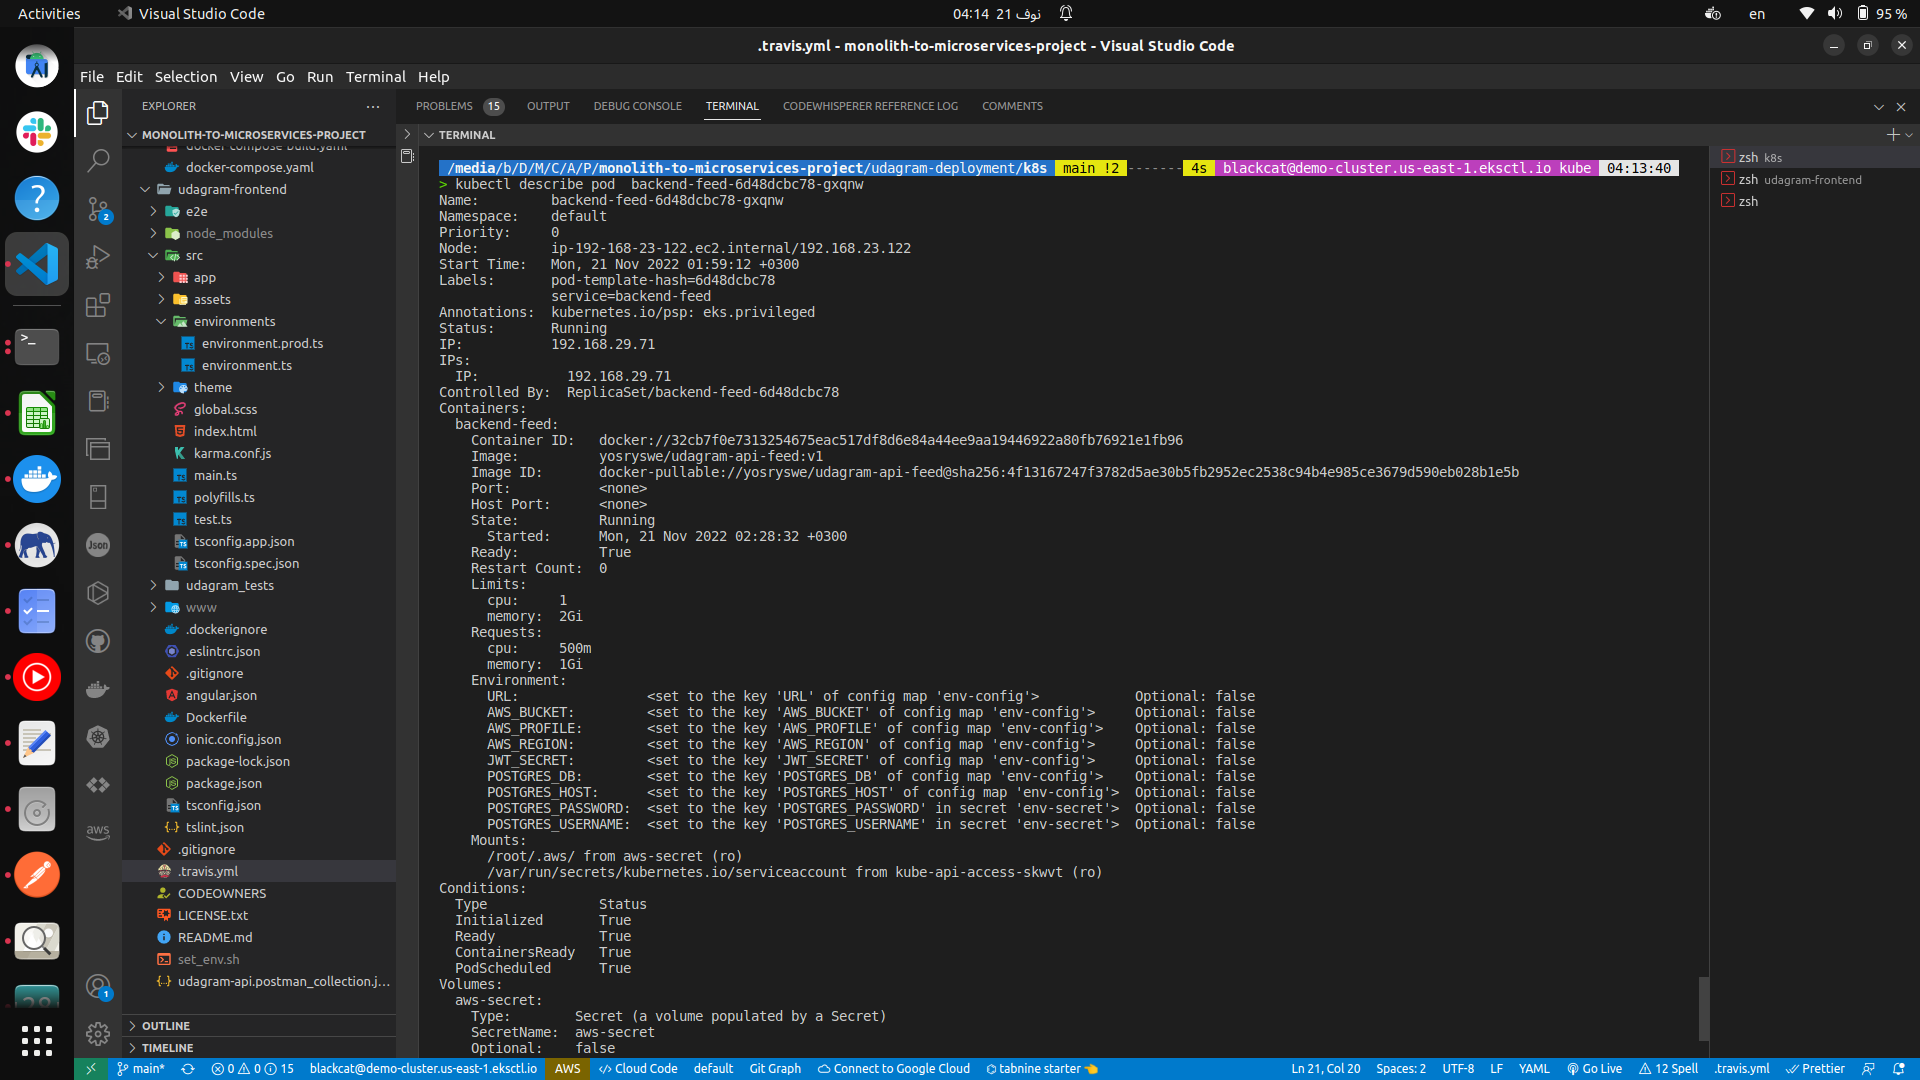 Activities
Visual Studio Code
04:14 21 نوف
en
95 %
.travis.yml - monolith-to-microservices-project - Visual Studio Code
File Edit Selection View Go Run Terminal Help
EXPLORER
MONOLITH-TO-MICROSERVICES-PROJECT
docker-compose-build.yaml
docker-compose.yaml
udagram-frontend
e2e
node_modules
src
app
assets
environments
environment.prod.ts
environment.ts
theme
global.scss
index.html
karma.conf.js
main.ts
polyfills.ts
test.ts
tsconfig.app.json
tsconfig.spec.json
udagram_tests
www
.dockerignore
.eslintrc.json
.gitignore
angular.json
Dockerfile
ionic.config.json
package-lock.json
package.json
tsconfig.json
tslint.json
.gitignore
.travis.yml
CODEOWNERS
LICENSE.txt
README.md
set_env.sh
udagram-api.postman_collection.j...
OUTLINE
TIMELINE
PROBLEMS 15 OUTPUT DEBUG CONSOLE TERMINAL CODEWHISPERER REFERENCE LOG COMMENTS
TERMINAL
/media/b/D/M/C/A/P/monolith-to-microservices-project/udagram-deployment/k8s main !2 ------- 4s blackcat@demo-cluster.us-east-1.eksctl.io kube 04:13:40
> kubectl describe pod  backend-feed-6d48dcbc78-gxqnw
Name:         backend-feed-6d48dcbc78-gxqnw
Namespace:    default
Priority:     0
Node:         ip-192-168-23-122.ec2.internal/192.168.23.122
Start Time:   Mon, 21 Nov 2022 01:59:12 +0300
Labels:       pod-template-hash=6d48dcbc78
              service=backend-feed
Annotations:  kubernetes.io/psp: eks.privileged
Status:       Running
IP:           192.168.29.71
IPs:
  IP:           192.168.29.71
Controlled By:  ReplicaSet/backend-feed-6d48dcbc78
Containers:
  backend-feed:
    Container ID:   docker://32cb7f0e7313254675eac517df8d6e84a44ee9aa19446922a80fb76921e1fb96
    Image:          yosryswe/udagram-api-feed:v1
    Image ID:       docker-pullable://yosryswe/udagram-api-feed@sha256:4f13167247f3782d5ae30b5fb2952ec2538c94b4e985ce3679d590eb028b1e5b
    Port:           <none>
    Host Port:      <none>
    State:          Running
      Started:      Mon, 21 Nov 2022 02:28:32 +0300
    Ready:          True
    Restart Count:  0
    Limits:
      cpu:     1
      memory:  2Gi
    Requests:
      cpu:     500m
      memory:  1Gi
    Environment:
      URL:                <set to the key 'URL' of config map 'env-config'>            Optional: false
      AWS_BUCKET:         <set to the key 'AWS_BUCKET' of config map 'env-config'>     Optional: false
      AWS_PROFILE:        <set to the key 'AWS_PROFILE' of config map 'env-config'>    Optional: false
      AWS_REGION:         <set to the key 'AWS_REGION' of config map 'env-config'>     Optional: false
      JWT_SECRET:         <set to the key 'JWT_SECRET' of config map 'env-config'>     Optional: false
      POSTGRES_DB:        <set to the key 'POSTGRES_DB' of config map 'env-config'>    Optional: false
      POSTGRES_HOST:      <set to the key 'POSTGRES_HOST' of config map 'env-config'>  Optional: false
      POSTGRES_PASSWORD:  <set to the key 'POSTGRES_PASSWORD' in secret 'env-secret'>  Optional: false
      POSTGRES_USERNAME:  <set to the key 'POSTGRES_USERNAME' in secret 'env-secret'>  Optional: false
    Mounts:
      /root/.aws/ from aws-secret (ro)
      /var/run/secrets/kubernetes.io/serviceaccount from kube-api-access-skwvt (ro)
Conditions:
  Type              Status
  Initialized       True
  Ready             True
  ContainersReady   True
  PodScheduled      True
Volumes:
  aws-secret:
    Type:        Secret (a volume populated by a Secret)
    SecretName:  aws-secret
    Optional:    false
zsh k8s
zsh udagram-frontend
zsh
2
Json
aws
1
main* 0 0 15 blackcat@demo-cluster.us-east-1.eksctl.io AWS Cloud Code default Git Graph Connect to Google Cloud tabnine starter Ln 21, Col 20 Spaces: 2 UTF-8 LF YAML Go Live 12 Spell .travis.yml Prettier